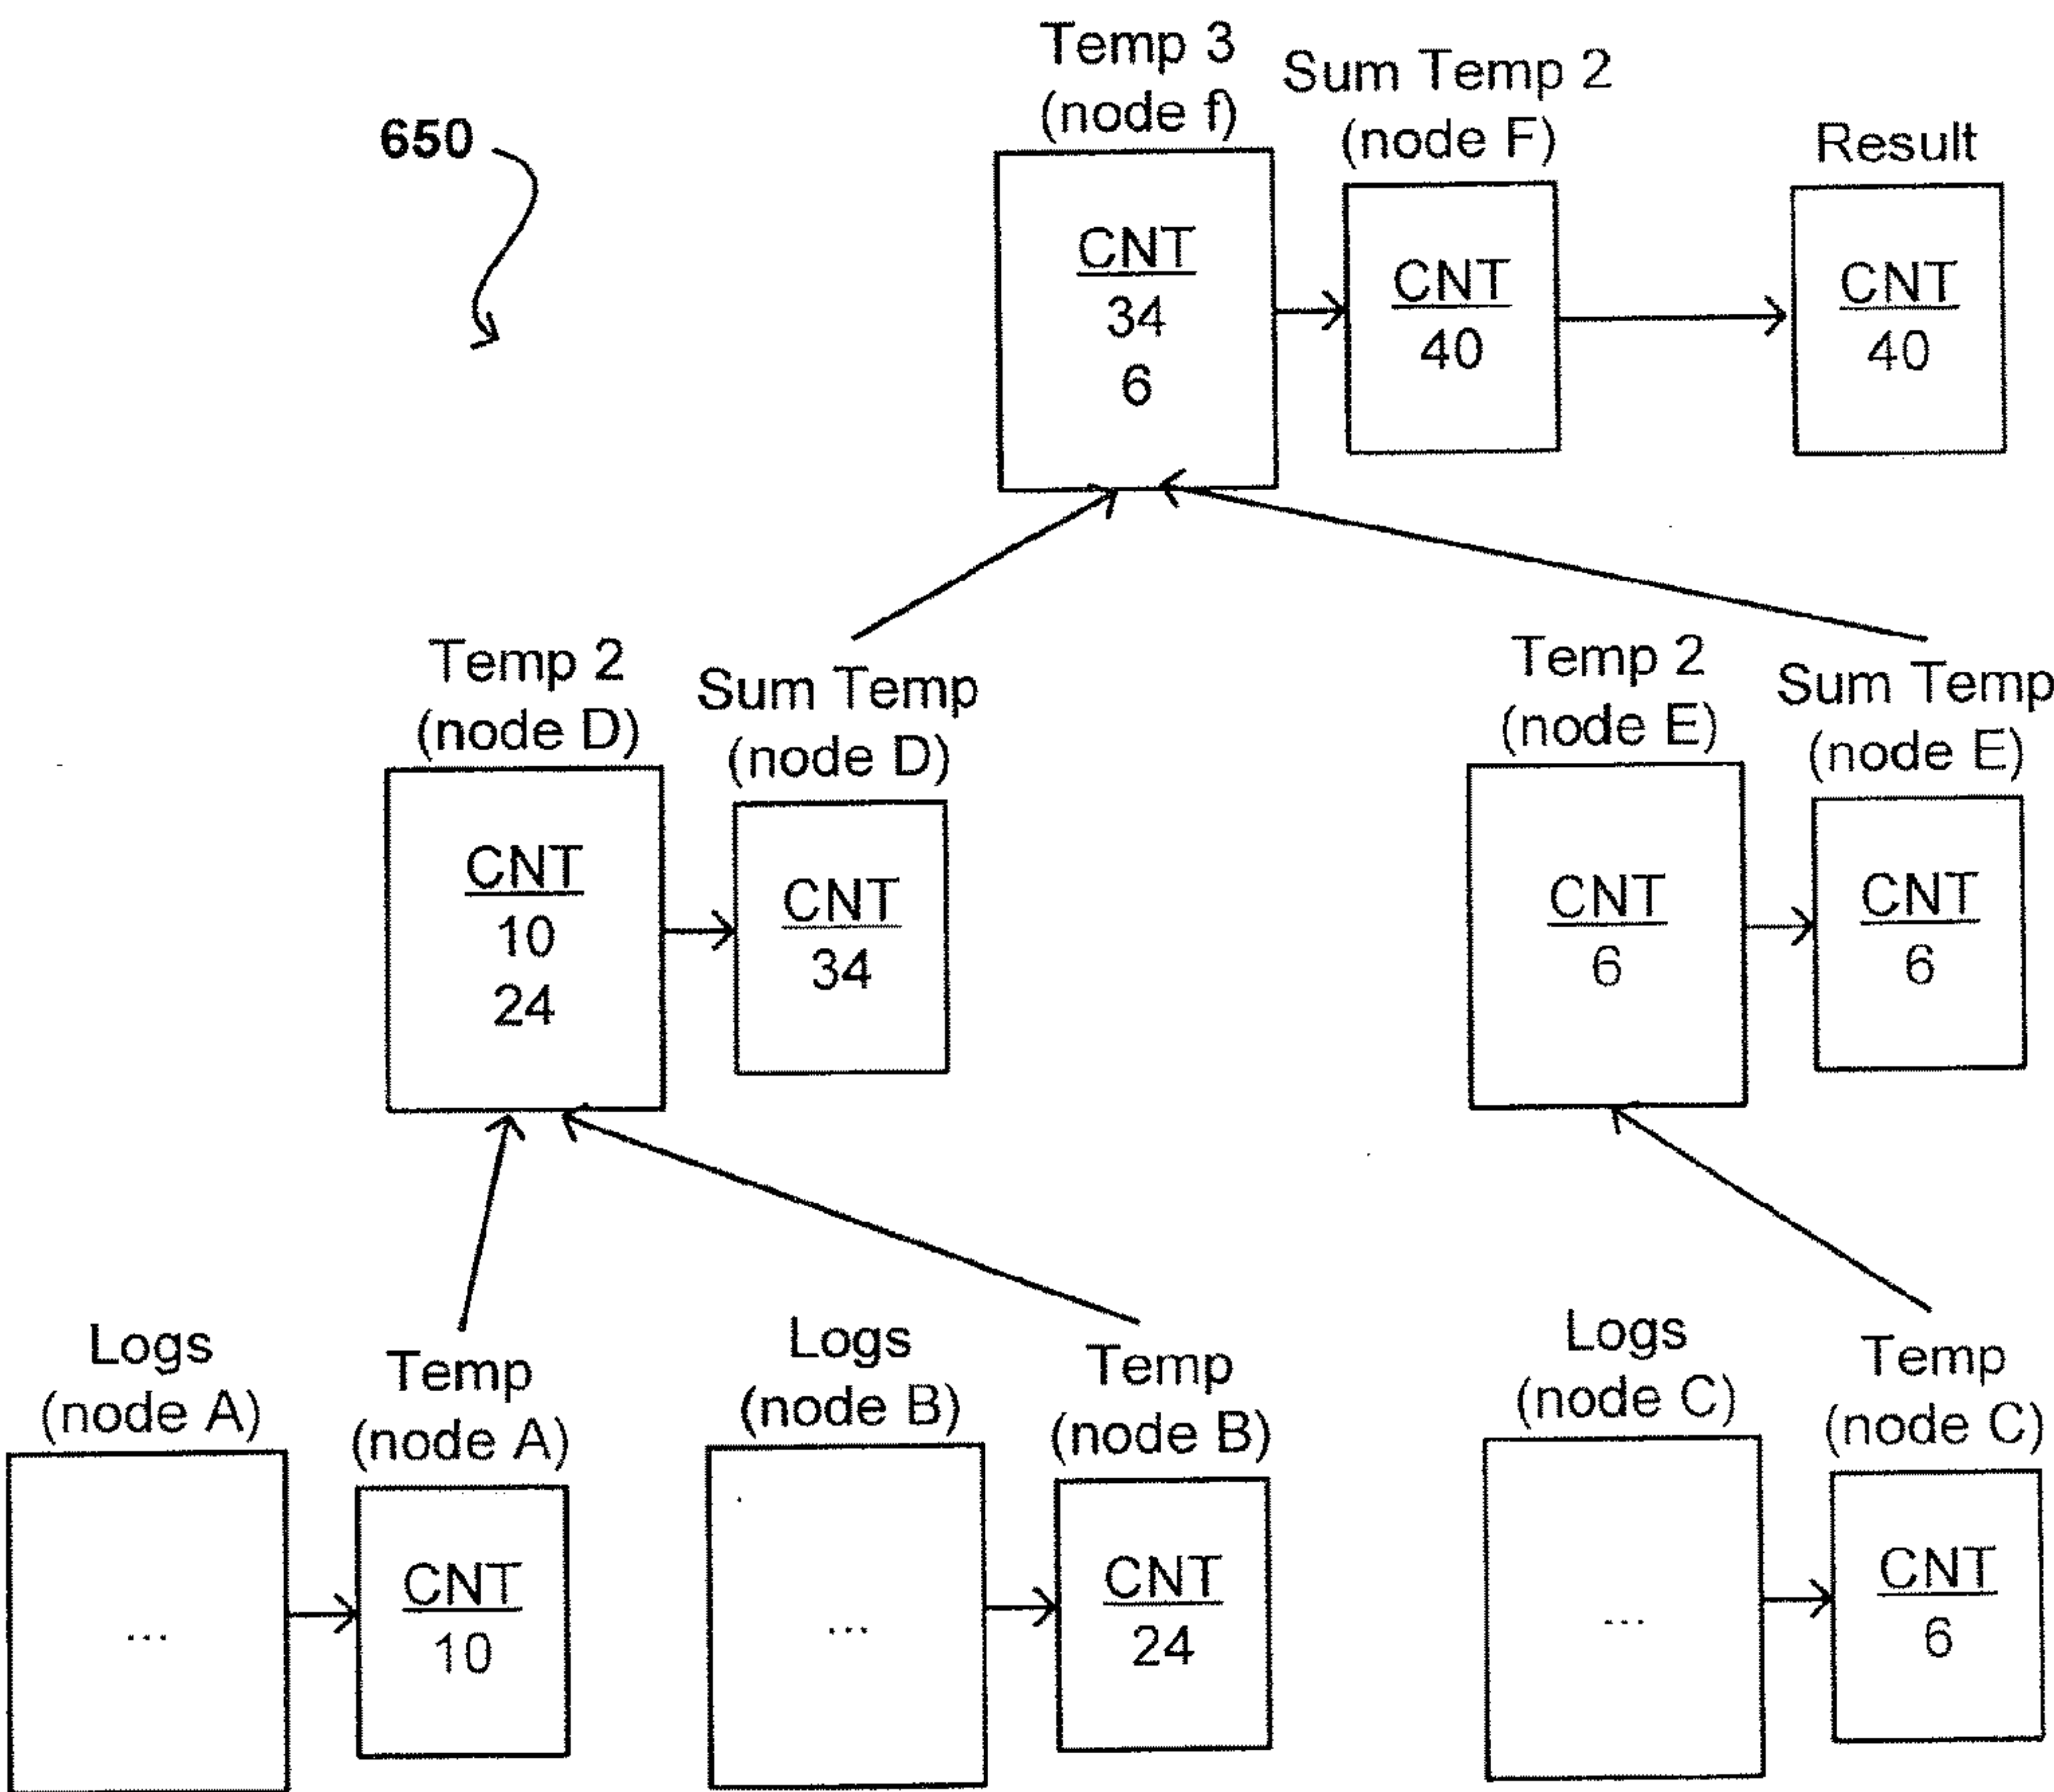 650
Temp 3
(node f)
CNT
34
6
Sum Temp 2
(node F)
CNT
40
Result
CNT
40
Temp 2
(node D)
CNT
10
24
Sum Temp
(node D)
CNT
34
Temp 2
(node E)
CNT
6
Sum Temp
(node E)
CNT
6
Logs
(node A)
...
Temp
(node A)
CNT
10
Logs
(node B)
...
Temp
(node B)
CNT
24
Logs
(node C)
...
Temp
(node C)
CNT
6